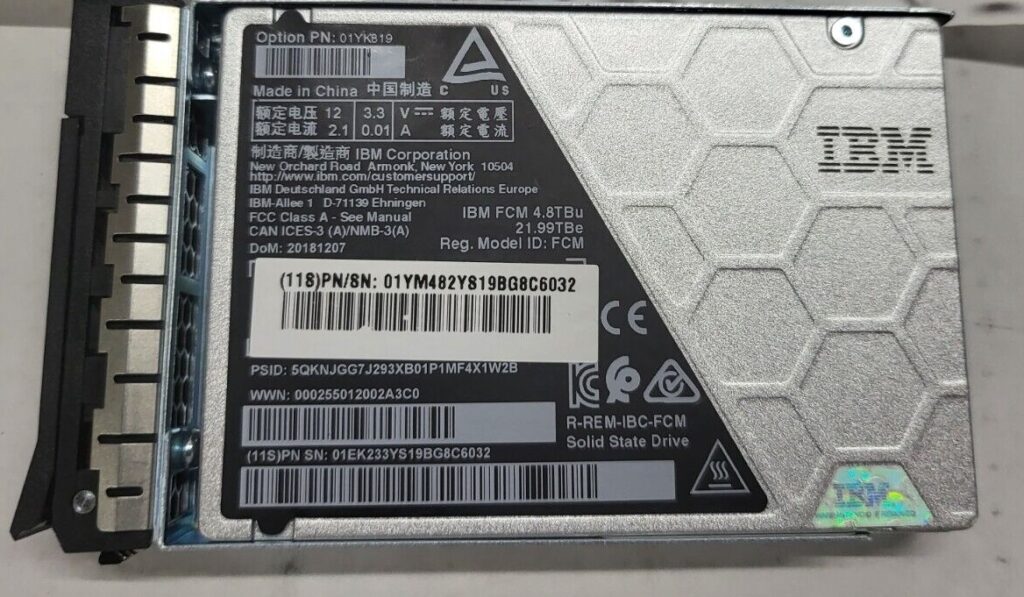 Option PN: 01YKB19
C US
Made in China 中国制造
额定电压 12 3.3 V 額定電壓
额定电流 2.1 0.01 A 額定電流
制造商/製造商 IBM Corporation
New Orchard Road Armonk, New York 10504
http://www.ibm.com/customersupport/
IBM Deutschland GmbH Technical Relations Europe
IBM-Allee 1 D-71139 Ehningen
FCC Class A - See Manual
CAN ICES-3 (A)/NMB-3(A)
DoM: 20181207
IBM FCM 4.8TBu
21.99TBe
Reg. Model ID: FCM
(11S)PN/SN: 01YM482YS19BG8C6032
CE
PSID: 5QKNJGG7J293XB01P1MF4X1W2B
WWN: 000255012002A3C0
R-REM-IBC-FCM
Solid State Drive
(11S)PN SN: 01EK233YS19BG8C6032
IBM
IBM